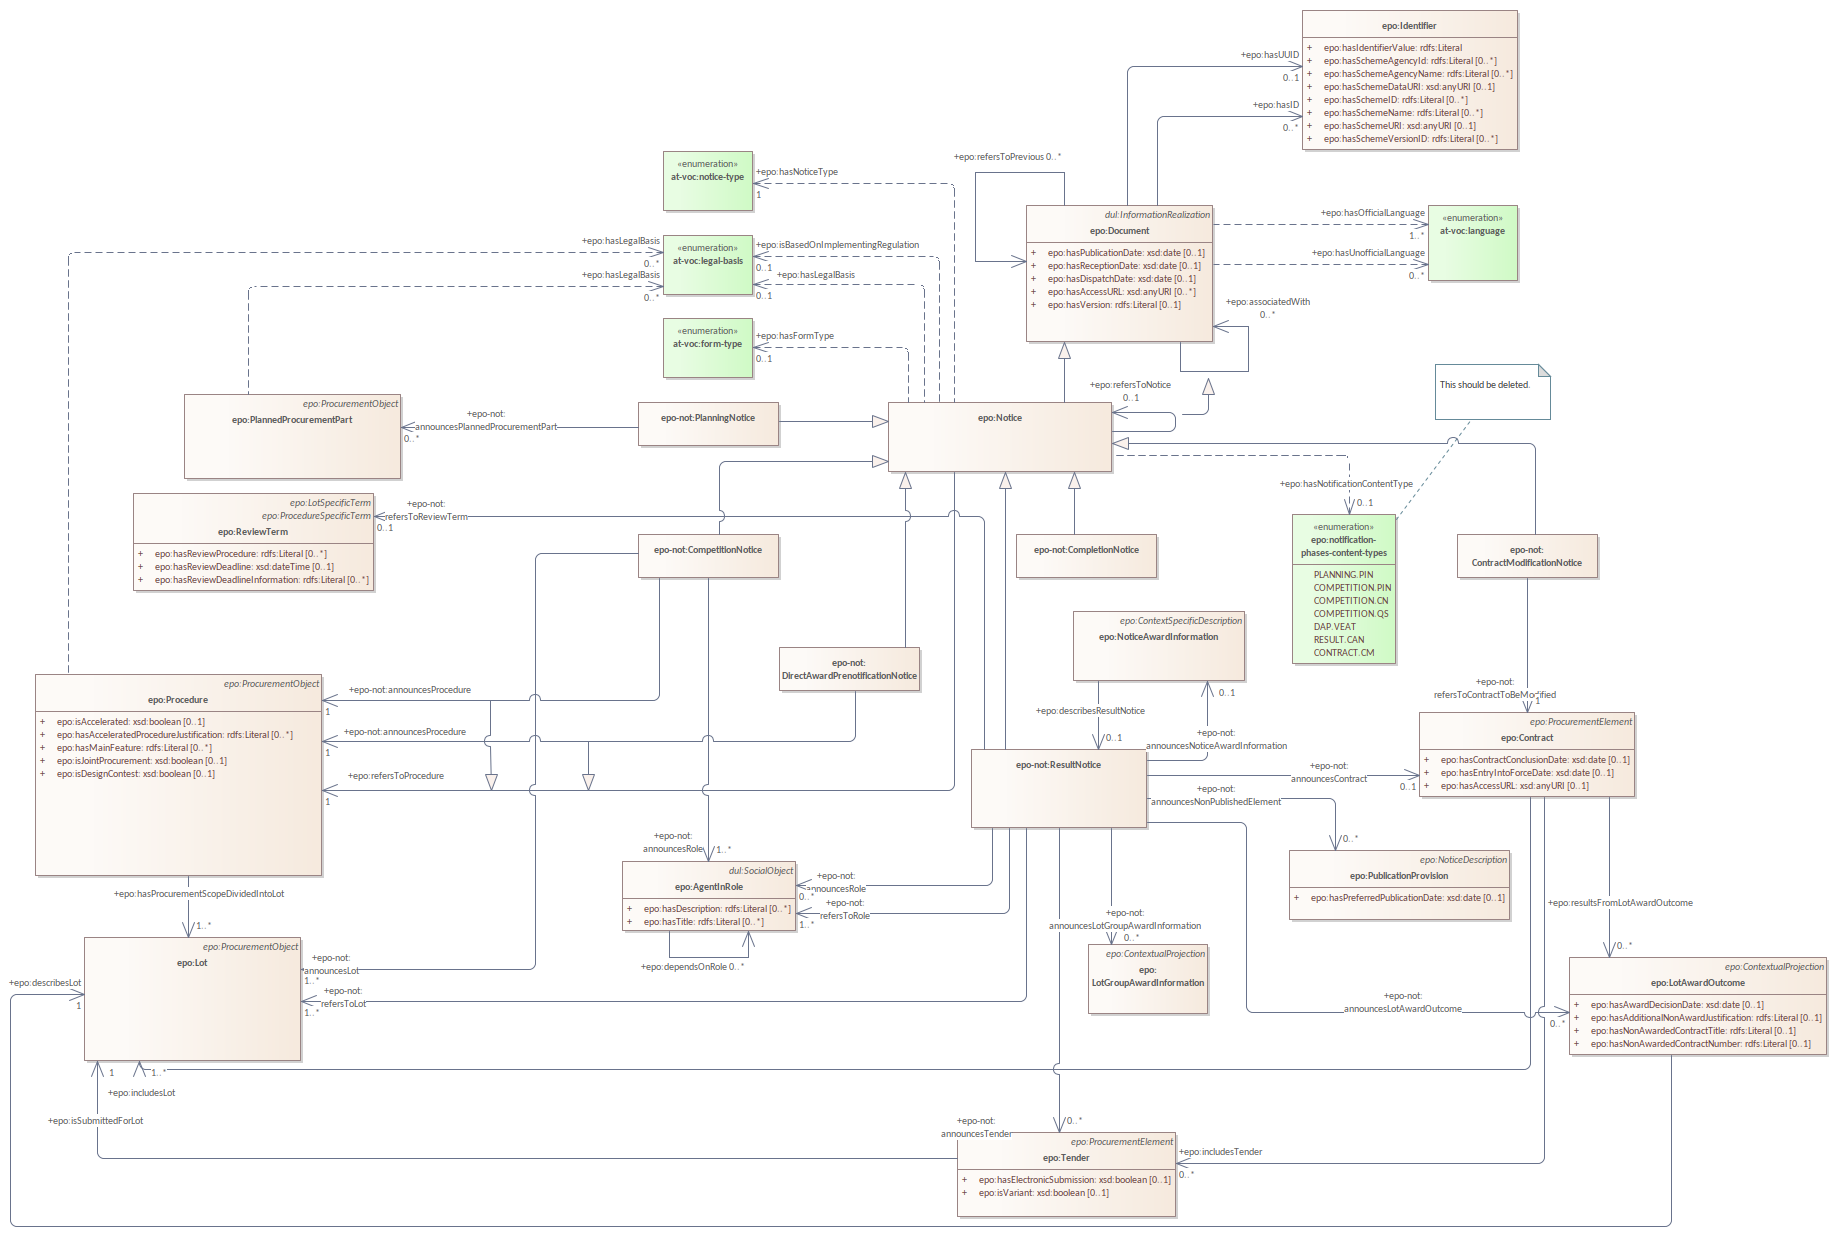 epo:Identifier
+ epo:hasIdentifierValue: rdfs:Literal
+ epo:hasSchemeAgencyId: rdfs:Literal [0..*]
+ epo:hasSchemeAgencyName: rdfs:Literal [0..*]
+ epo:hasSchemeDataURI: xsd:anyURI [0..1]
+ epo:hasSchemeID: rdfs:Literal [0..*]
+ epo:hasSchemeName: rdfs:Literal [0..*]
+ epo:hasSchemeURI: xsd:anyURI [0..1]
+ epo:hasSchemeVersionID: rdfs:Literal [0..*]
+epo:hasUUID
0..1
+epo:hasID
0..*
+epo:refersToPrevious 0..*
«enumeration»
at-voc:notice-type
+epo:hasNoticeType
1
dul:InformationRealization
epo:Document
+ epo:hasPublicationDate: xsd:date [0..1]
+ epo:hasReceptionDate: xsd:date [0..1]
+ epo:hasDispatchDate: xsd:date [0..1]
+ epo:hasAccessURL: xsd:anyURI [0..*]
+ epo:hasVersion: rdfs:Literal [0..1]
+epo:hasOfficialLanguage
1..*
+epo:hasUnofficialLanguage
0..*
«enumeration»
at-voc:language
+epo:hasLegalBasis
0..*
+epo:hasLegalBasis
0..*
«enumeration»
at-voc:legal-basis
+epo:isBasedOnImplementingRegulation
0..1
+epo:hasLegalBasis
0..1
+epo:associatedWith
0..*
«enumeration»
at-voc:form-type
+epo:hasFormType
0..1
This should be deleted.
epo:ProcurementObject
epo:PlannedProcurementPart
+epo-not:
announcesPlannedProcurementPart
0..*
epo-not:PlanningNotice
epo:Notice
+epo:refersToNotice
0..1
+epo:hasNotificationContentType
0..1
epo:LotSpecificTerm
epo:ProcedureSpecificTerm
epo:ReviewTerm
+ epo:hasReviewProcedure: rdfs:Literal [0..*]
+ epo:hasReviewDeadline: xsd:dateTime [0..1]
+ epo:hasReviewDeadlineInformation: rdfs:Literal [0..*]
+epo-not:
refersToReviewTerm
0..1
epo-not:CompetitionNotice
epo-not:CompletionNotice
«enumeration»
epo:notification-
phases-content-types
PLANNING.PIN
COMPETITION.PIN
COMPETITION.CN
COMPETITION.QS
DAP.VEAT
RESULT.CAN
CONTRACT.CM
epo-not:
ContractModificationNotice
epo:ContextSpecificDescription
epo:NoticeAwardInformation
epo-not:
DirectAwardPrenotificationNotice
+epo:describesResultNotice
0..1
0..1
+epo-not:
announcesNoticeAwardInformation
+epo-not:
refersToContractToBeModified
1
epo:ProcurementObject
epo:Procedure
+ epo:isAccelerated: xsd:boolean [0..1]
+ epo:hasAcceleratedProcedureJustification: rdfs:Literal [0..*]
+ epo:hasMainFeature: rdfs:Literal [0..*]
+ epo:isJointProcurement: xsd:boolean [0..1]
+ epo:isDesignContest: xsd:boolean [0..1]
+epo-not:announcesProcedure
1
+epo-not:announcesProcedure
1
+epo:refersToProcedure
1
epo-not:ResultNotice
+epo-not:
announcesContract
0..1
+epo-not:
announcesNonPublishedElement
0..*
epo:ProcurementElement
epo:Contract
+ epo:hasContractConclusionDate: xsd:date [0..1]
+ epo:hasEntryIntoForceDate: xsd:date [0..1]
+ epo:hasAccessURL: xsd:anyURI [0..1]
+epo-not:
announcesRole
1..*
dul:SocialObject
epo:AgentInRole
+ epo:hasDescription: rdfs:Literal [0..*]
+ epo:hasTitle: rdfs:Literal [0..*]
+epo-not:
announcesRole
0..*
+epo-not:
refersToRole
1..*
+epo:dependsOnRole 0..*
epo:NoticeDescription
epo:PublicationProvision
+ epo:hasPreferredPublicationDate: xsd:date [0..1]
+epo:hasProcurementScopeDividedIntoLot
1..*
+epo:resultsFromLotAwardOutcome
0..*
+epo-not:
announcesLotGroupAwardInformation
0..*
epo:ContextualProjection
epo:
LotGroupAwardInformation
epo:ProcurementObject
epo:Lot
+epo-not:
announcesLot
1..*
+epo-not:
refersToLot
1..*
+epo:describesLot
1
epo:ContextualProjection
epo:LotAwardOutcome
+ epo:hasAwardDecisionDate: xsd:date [0..1]
+ epo:hasAdditionalNonAwardJustification: rdfs:Literal [0..1]
+ epo:hasNonAwardedContractTitle: rdfs:Literal [0..1]
+ epo:hasNonAwardedContractNumber: rdfs:Literal [0..1]
+epo-not:
announcesLotAwardOutcome
0..*
1
1..*
+epo:includesLot
+epo:isSubmittedForLot
+epo-not:
announcesTender
0..*
epo:ProcurementElement
epo:Tender
+ epo:hasElectronicSubmission: xsd:boolean [0..1]
+ epo:isVariant: xsd:boolean [0..1]
+epo:includesTender
0..*